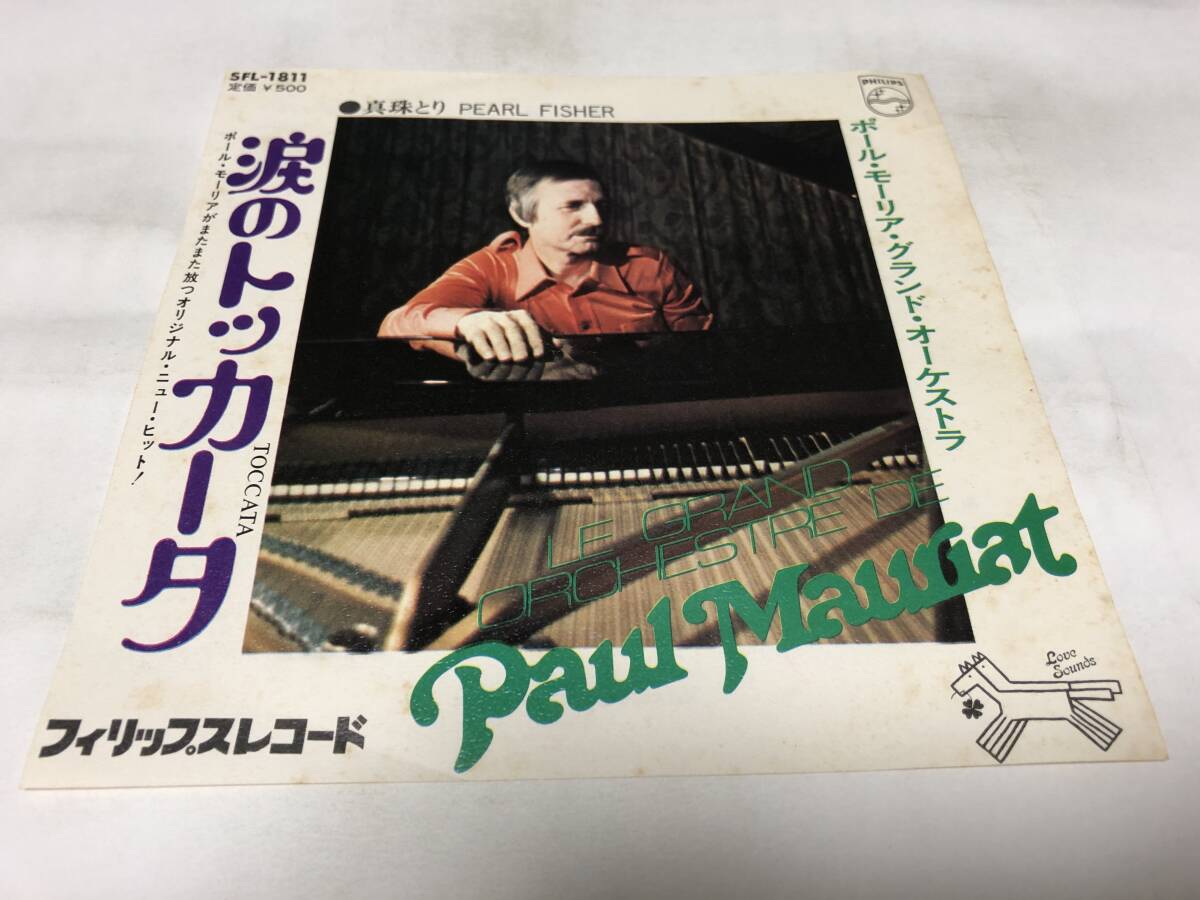 SFL-1811
定価 ¥500
●真珠とり PEARL FISHER
PHILIPS
涙のトッカータ
TOCCATA
ポール・モーリアがまたまた放つオリジナル・ニュー・ヒット!
ポール・モーリア・グランド・オーケストラ
LE GRAND
ORCHESTRE DE
Paul Mauriat
Love
Sounds
フィリップスレコード